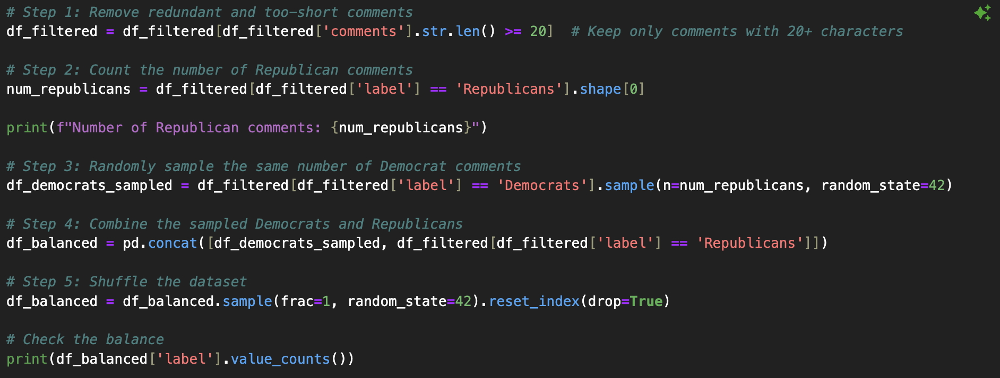 # Step 1: Remove redundant and too-short comments
df_filtered = df_filtered[df_filtered['comments'].str.len() >= 20]  # Keep only comments with 20+ characters
# Step 2: Count the number of Republican comments
num_republicans = df_filtered[df_filtered['label'] == 'Republicans'].shape[0]
print(f"Number of Republican comments: {num_republicans}")
# Step 3: Randomly sample the same number of Democrat comments
df_democrats_sampled = df_filtered[df_filtered['label'] == 'Democrats'].sample(n=num_republicans, random_state=42)
# Step 4: Combine the sampled Democrats and Republicans
df_balanced = pd.concat([df_democrats_sampled, df_filtered[df_filtered['label'] == 'Republicans']])
# Step 5: Shuffle the dataset
df_balanced = df_balanced.sample(frac=1, random_state=42).reset_index(drop=True)
# Check the balance
print(df_balanced['label'].value_counts())